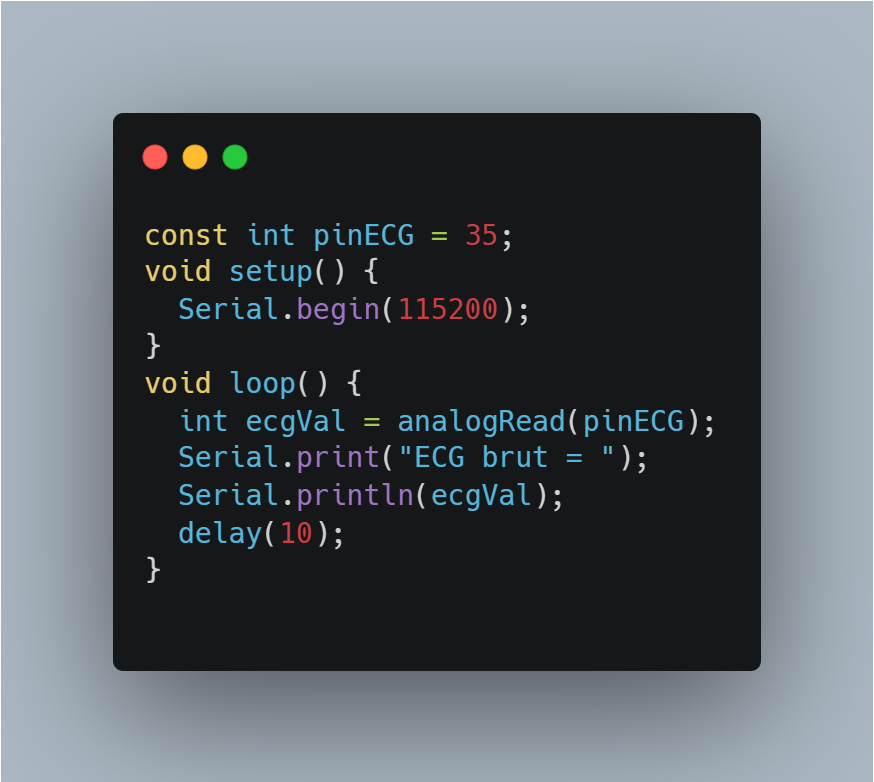 const int pinECG = 35;
void setup() {
  Serial.begin(115200);
}
void loop() {
  int ecgVal = analogRead(pinECG);
  Serial.print("ECG brut = ");
  Serial.println(ecgVal);
  delay(10);
}